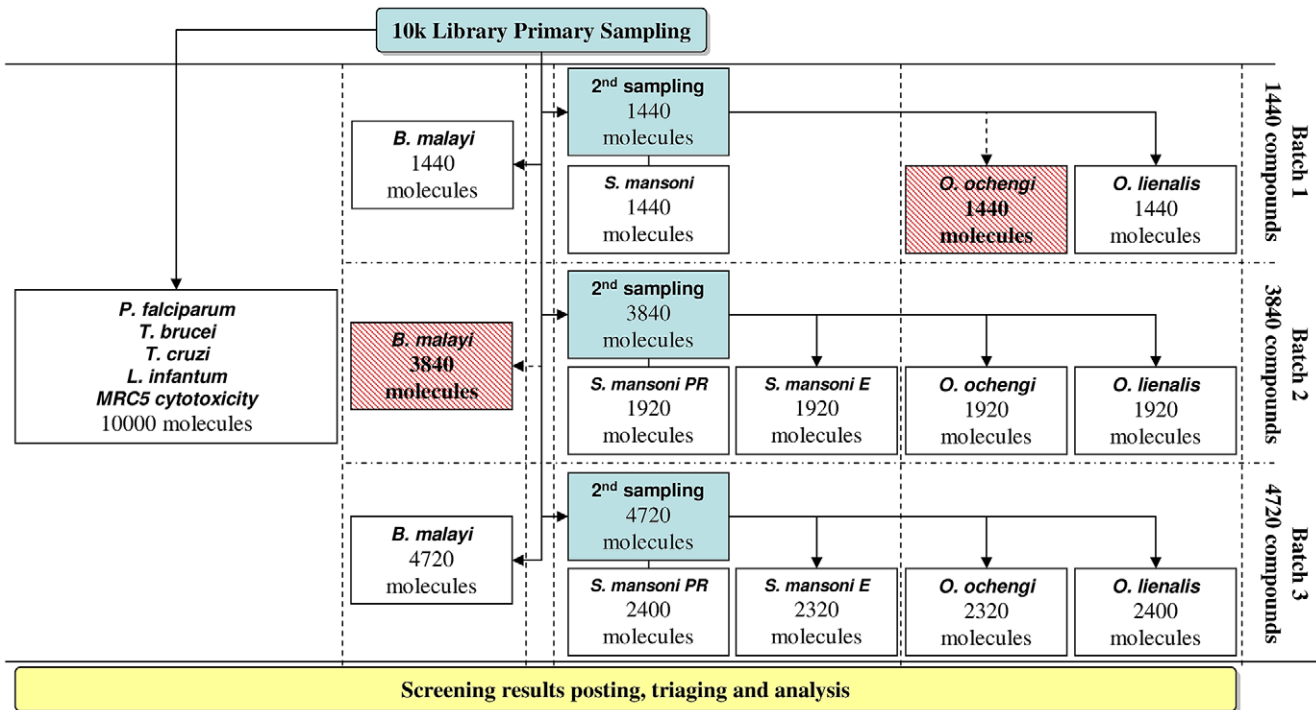 10k Library Primary Sampling
2nd sampling
1440
molecules
B. malayi
1440
molecules
S. mansoni
1440
molecules
O. ochengi
1440
molecules
O. lienalis
1440
molecules
Batch 1
1440 compounds
P. falciparum
T. brucei
T. cruzi
L. infantum
MRC5 cytotoxicity
10000 molecules
2nd sampling
3840
molecules
B. malayi
3840
molecules
S. mansoni PR
1920
molecules
S. mansoni E
1920
molecules
O. ochengi
1920
molecules
O. lienalis
1920
molecules
Batch 2
3840 compounds
2nd sampling
4720
molecules
B. malayi
4720
molecules
S. mansoni PR
2400
molecules
S. mansoni E
2320
molecules
O. ochengi
2320
molecules
O. lienalis
2400
molecules
Batch 3
4720 compounds
Screening results posting, triaging and analysis